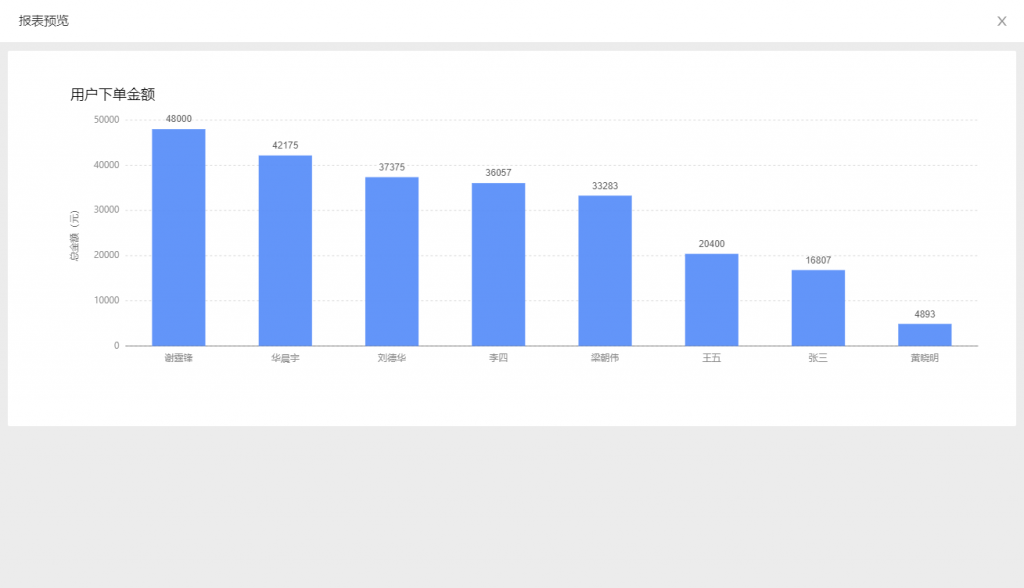 报表预览
X
用户下单金额
总金额（元）
50000
40000
30000
20000
10000
0
48000
42175
37375
36057
33283
20400
16807
4893
谢霆锋
华晨宇
刘德华
李四
梁朝伟
王五
张三
黄晓明